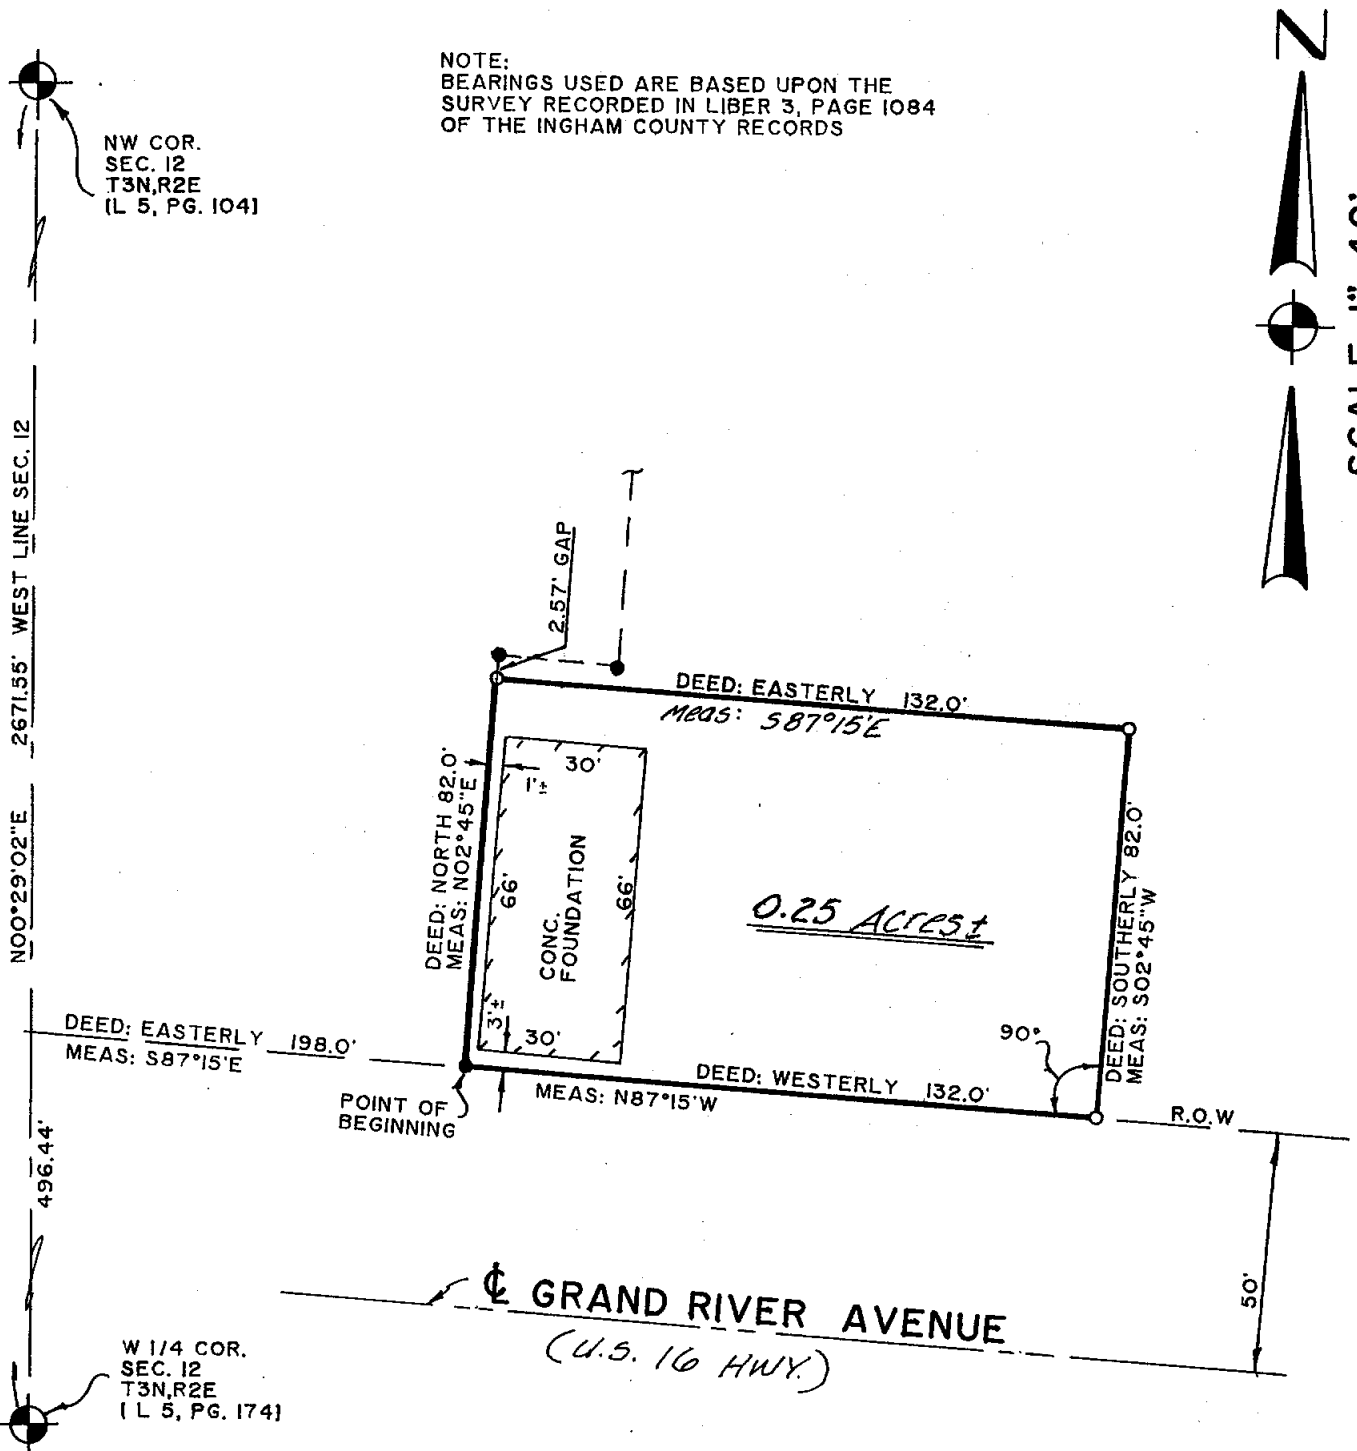 N
NOTE:
BEARINGS USED ARE BASED UPON THE
SURVEY RECORDED IN LIBER 3, PAGE 1084
OF THE INGHAM COUNTY RECORDS
NW COR.
SEC. 12
T3N,R2E
(L 5, PG. 104)
N00°29'02"E 2671.55' WEST LINE SEC. 12
2.57' GAP
DEED: EASTERLY 132.0'
Meas: S87°15'E
DEED: NORTH 82.0'
MEAS: N02°45"E
30'
1'±
66'
CONC.
FOUNDATION
66'
3'±
30'
0.25 Acres±
DEED: SOUTHERLY 82.0'
MEAS: S02°45"W
90°
DEED: EASTERLY 198.0'
MEAS: S87°15'E
POINT OF
BEGINNING
DEED: WESTERLY 132.0'
MEAS: N87°15'W
R.O.W
496.44'
50'
℄ GRAND RIVER AVENUE
(U.S. 16 HWY.)
W 1/4 COR.
SEC. 12
T3N,R2E
( L 5, PG. 174)